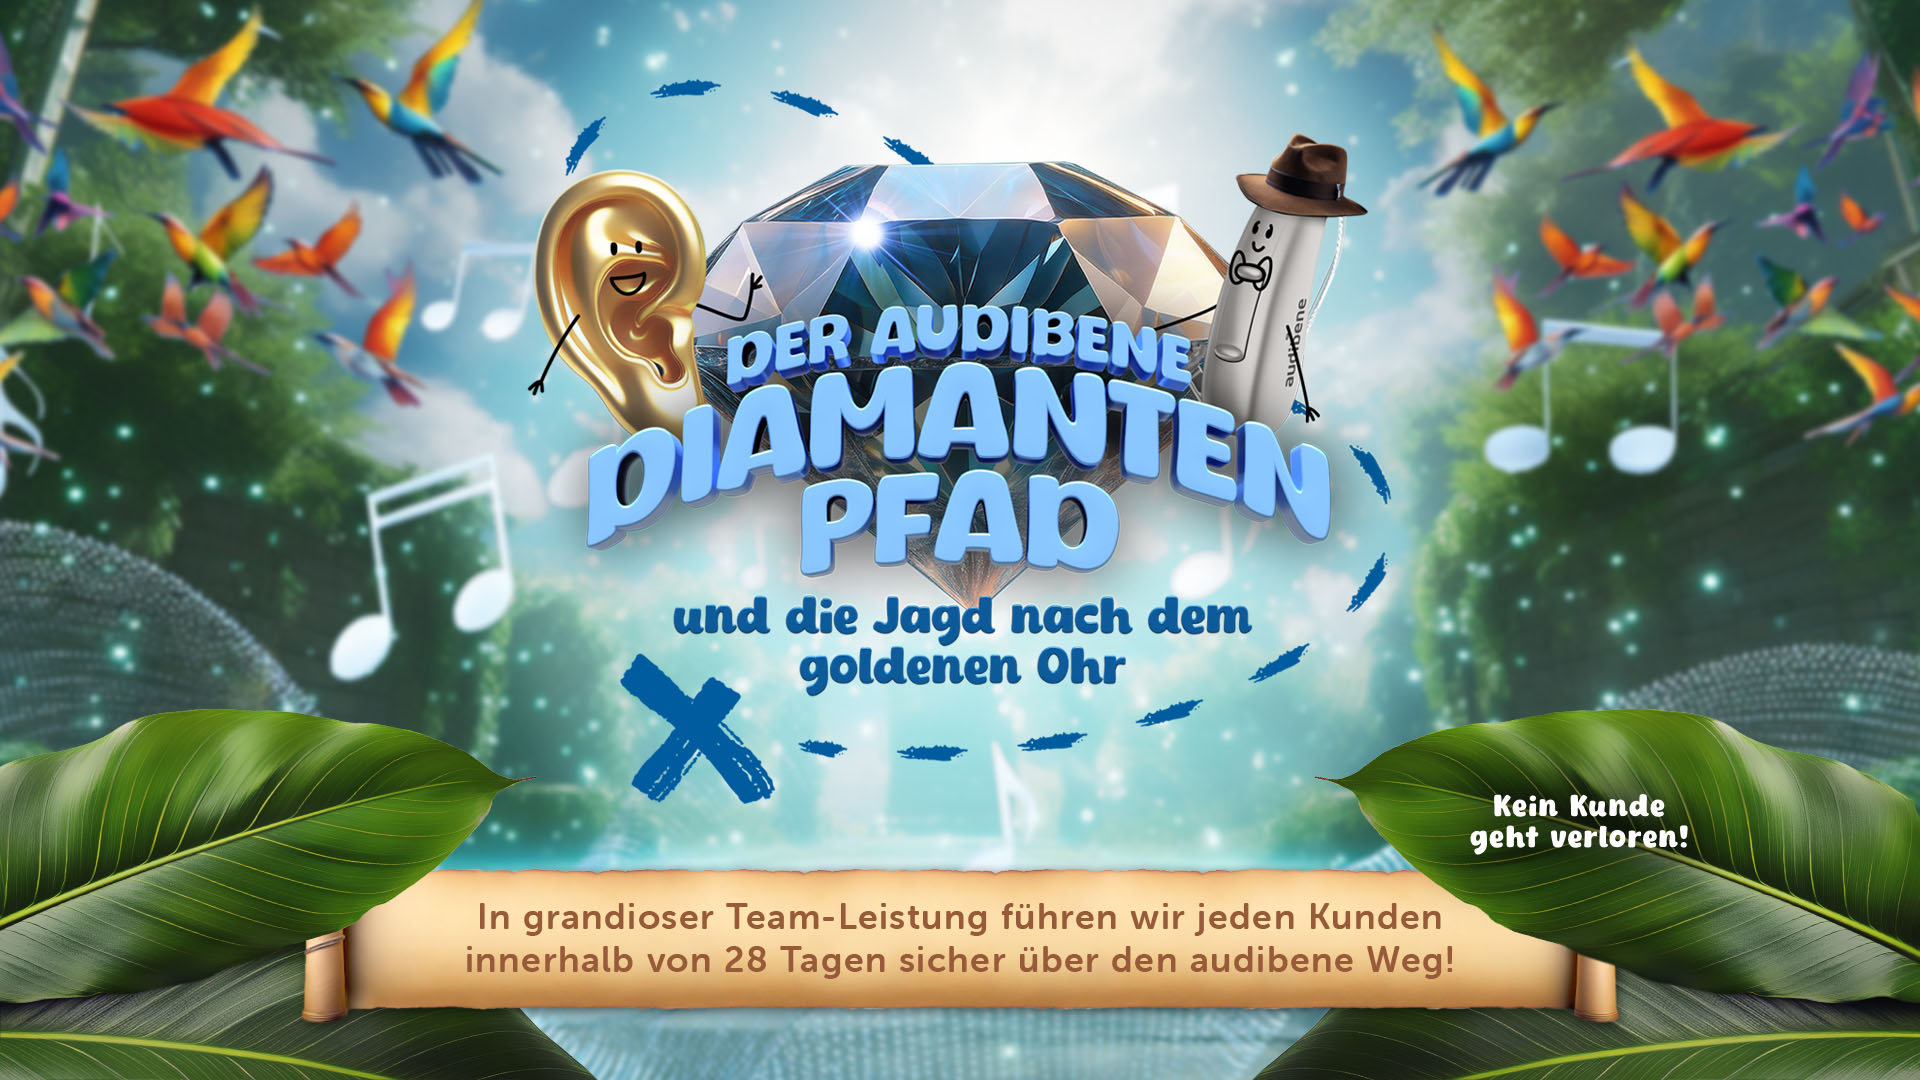 DER AUDIBENE
DIAMANTEN
PFAD
und die Jagd nach dem
goldenen Ohr
audibene
Kein Kunde
geht verloren!
In grandioser Team-Leistung führen wir jeden Kunden
innerhalb von 28 Tagen sicher über den audibene Weg!